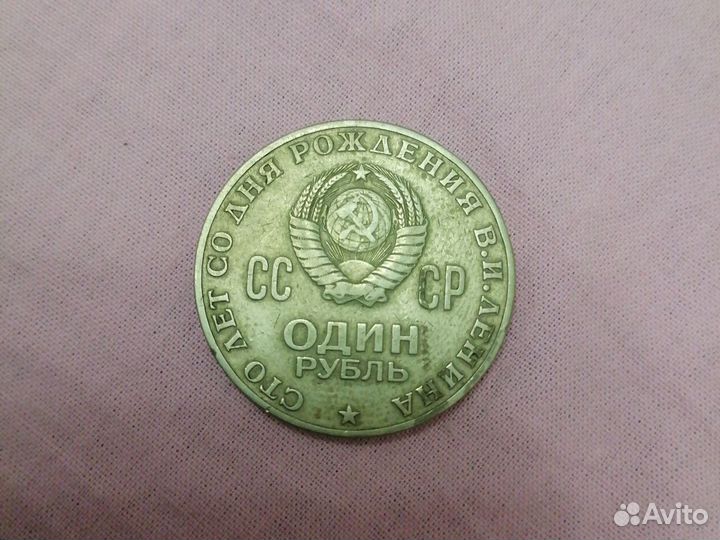 СТО ЛЕТ СО ДНЯ РОЖДЕНИЯ В.И.ЛЕНИНА
СС СР
ОДИН
РУБЛЬ
Avito